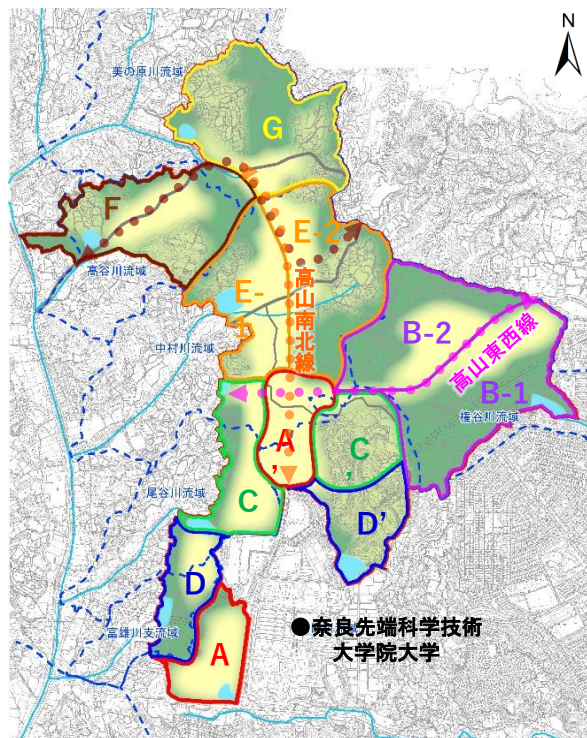 N
美の原川流域
G
F
E-2
高谷川流域
E-
1
高山南北線
B-2
高山東西線
中村川流域
B-1
権谷川流域
A
'
C
'
C
尾谷川流域
D'
D
富雄川支流域
A
●奈良先端科学技術
大学院大学